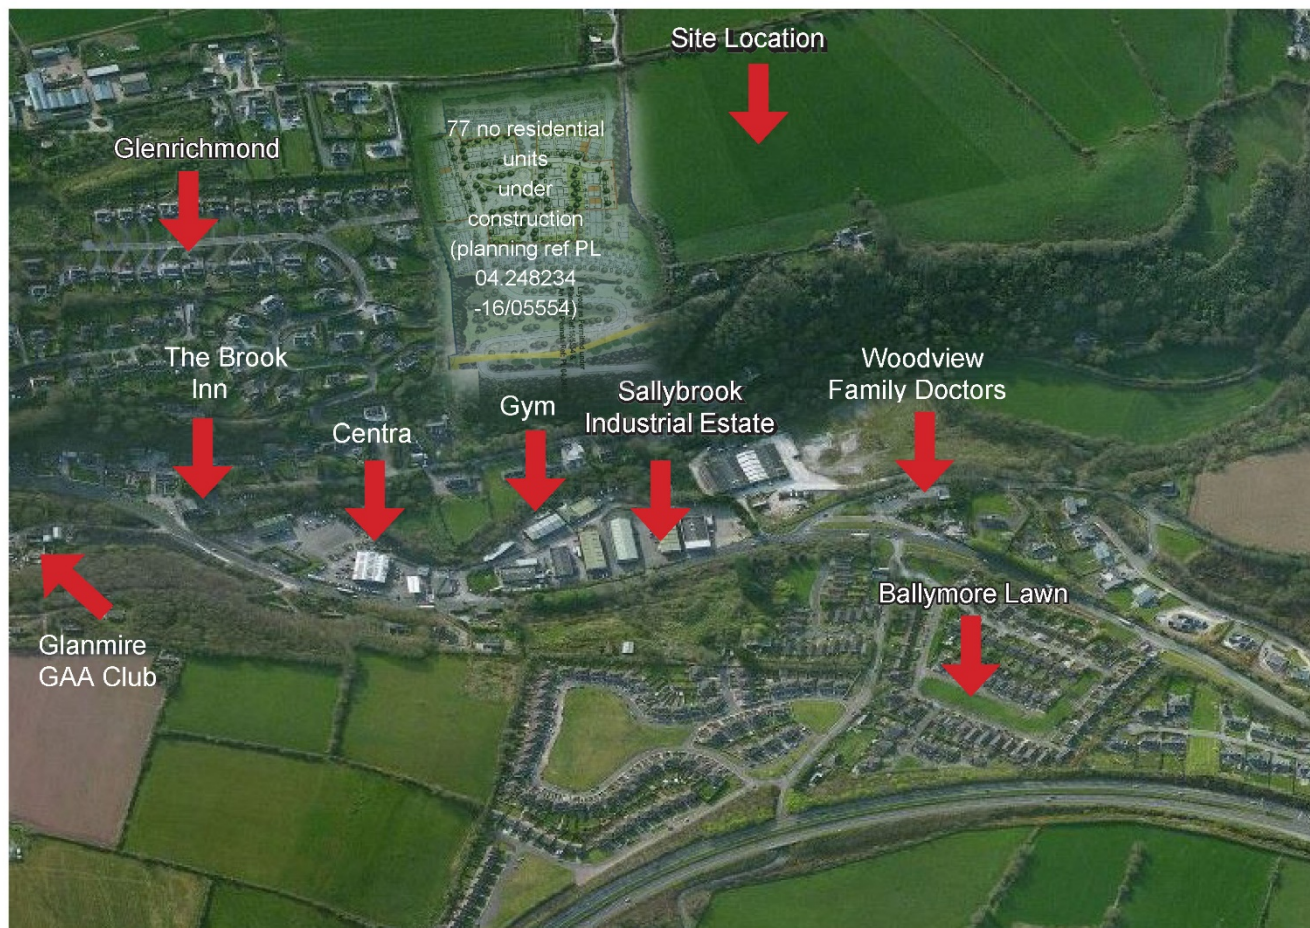 Site Location
77 no residential
units
under
construction
(planning ref PL
04.248234
-16/05554)
Glenrichmond
The Brook
Inn
Centra
Gym
Sallybrook
Industrial Estate
Woodview
Family Doctors
Ballymore Lawn
Glanmire
GAA Club